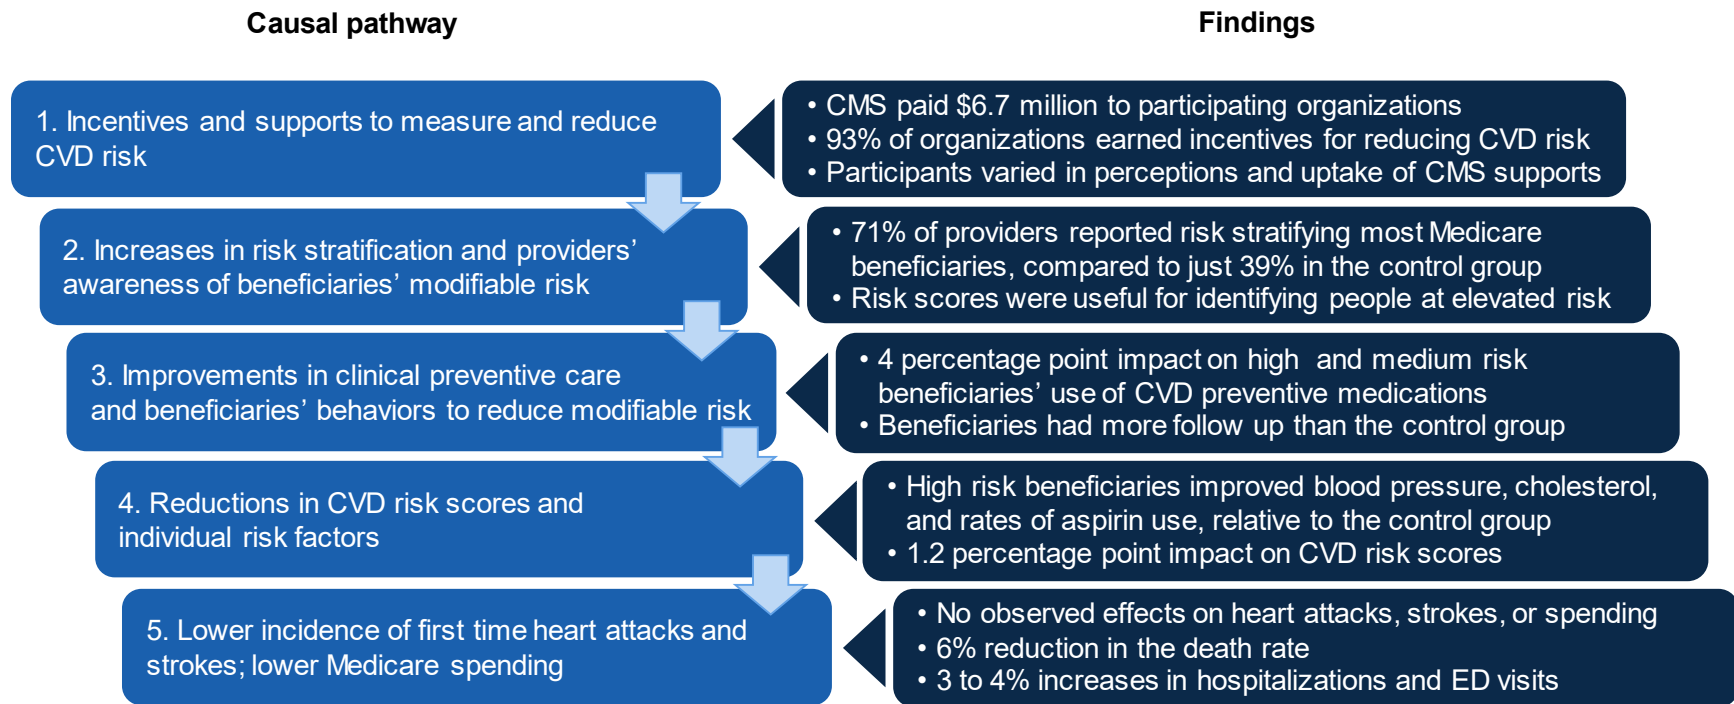 Causal pathway
Findings
1. Incentives and supports to measure and reduce
CVD risk
• CMS paid $6.7 million to participating organizations
• 93% of organizations earned incentives for reducing CVD risk
• Participants varied in perceptions and uptake of CMS supports
2. Increases in risk stratification and providers’
awareness of beneficiaries’ modifiable risk
• 71% of providers reported risk stratifying most Medicare
beneficiaries, compared to just 39% in the control group
• Risk scores were useful for identifying people at elevated risk
3. Improvements in clinical preventive care
and beneficiaries’ behaviors to reduce modifiable risk
• 4 percentage point impact on high and medium risk
beneficiaries’ use of CVD preventive medications
• Beneficiaries had more follow up than the control group
4. Reductions in CVD risk scores and
individual risk factors
• High risk beneficiaries improved blood pressure, cholesterol,
and rates of aspirin use, relative to the control group
• 1.2 percentage point impact on CVD risk scores
5. Lower incidence of first time heart attacks and
strokes; lower Medicare spending
• No observed effects on heart attacks, strokes, or spending
• 6% reduction in the death rate
• 3 to 4% increases in hospitalizations and ED visits